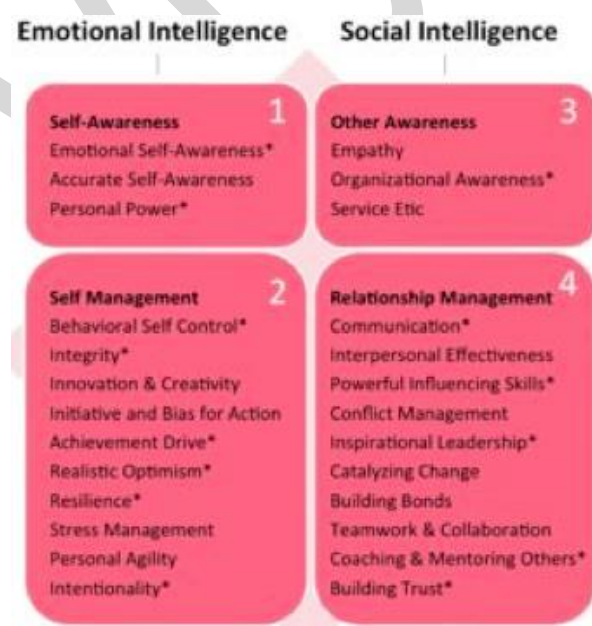 Emotional Intelligence
Social Intelligence
1
Self-Awareness
Emotional Self-Awareness*
Accurate Self-Awareness
Personal Power*
3
Other Awareness
Empathy
Organizational Awareness*
Service Etic
2
Self Management
Behavioral Self Control*
Integrity*
Innovation & Creativity
Initiative and Bias for Action
Achievement Drive*
Realistic Optimism*
Resilience*
Stress Management
Personal Agility
Intentionality*
4
Relationship Management
Communication*
Interpersonal Effectiveness
Powerful Influencing Skills*
Conflict Management
Inspirational Leadership*
Catalyzing Change
Building Bonds
Teamwork & Collaboration
Coaching & Mentoring Others*
Building Trust*